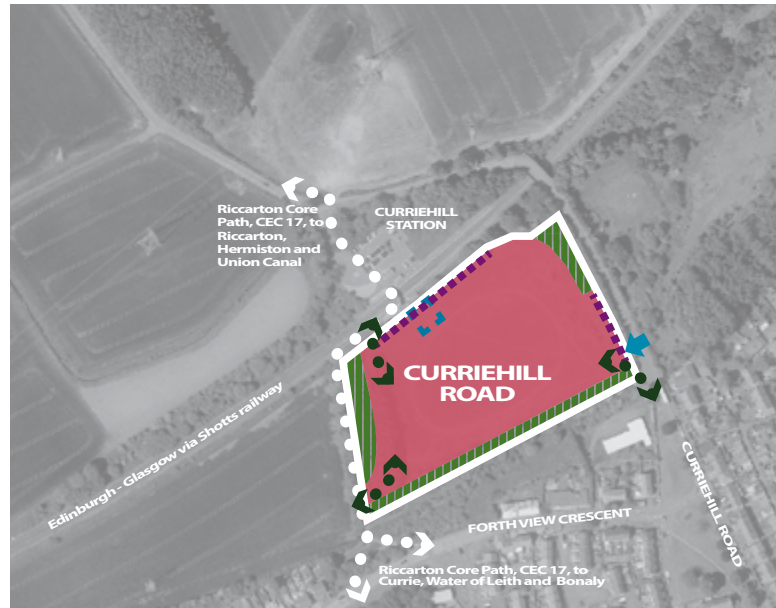 Riccarton Core
Path, CEC 17, to
Riccarton,
Hermiston and
Union Canal
CURRIEHILL
STATION
CURRIEHILL
ROAD
Edinburgh - Glasgow via Shotts railway
CURRIEHILL ROAD
FORTH VIEW CRESCENT
Riccarton Core Path, CEC 17, to
Currie, Water of Leith and Bonaly